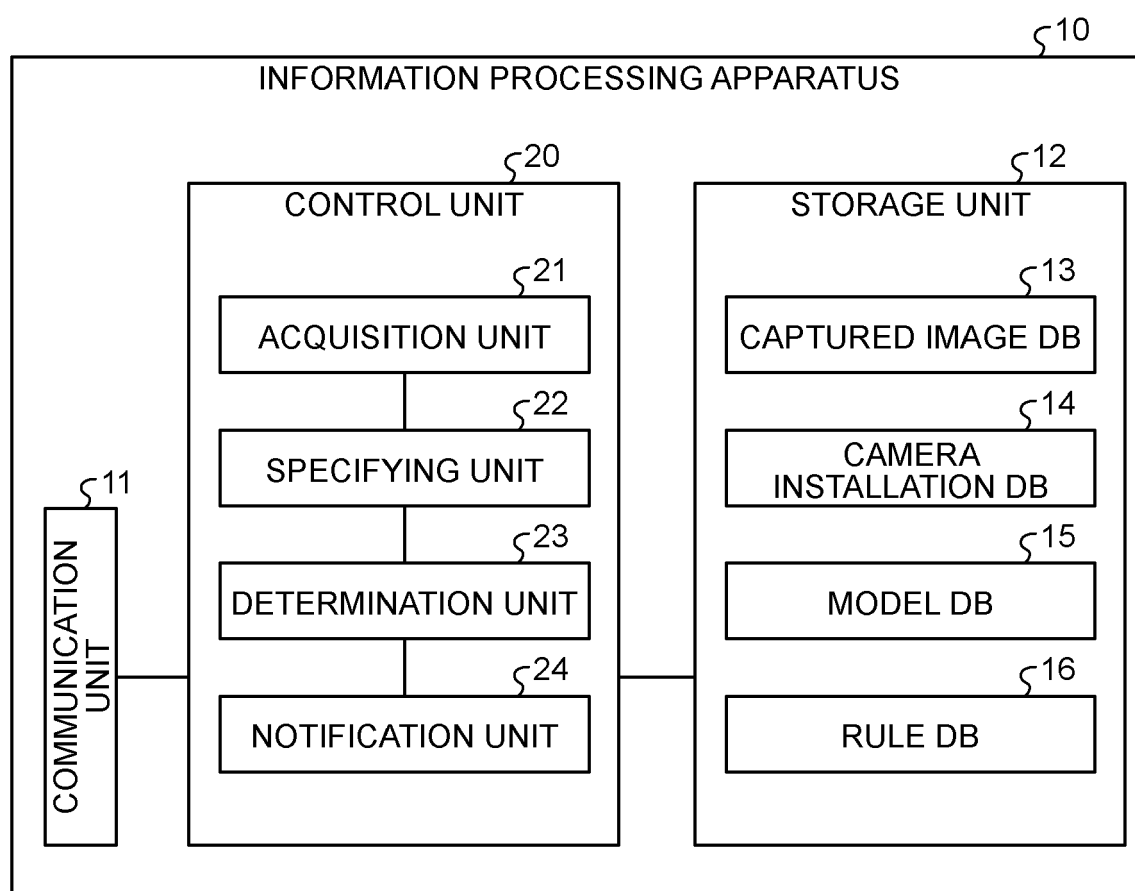 10
INFORMATION PROCESSING APPARATUS
20
CONTROL UNIT
21
ACQUISITION UNIT
22
SPECIFYING UNIT
23
DETERMINATION UNIT
24
NOTIFICATION UNIT
12
STORAGE UNIT
13
CAPTURED IMAGE DB
14
CAMERA
INSTALLATION DB
15
MODEL DB
16
RULE DB
11
COMMUNICATION
UNIT